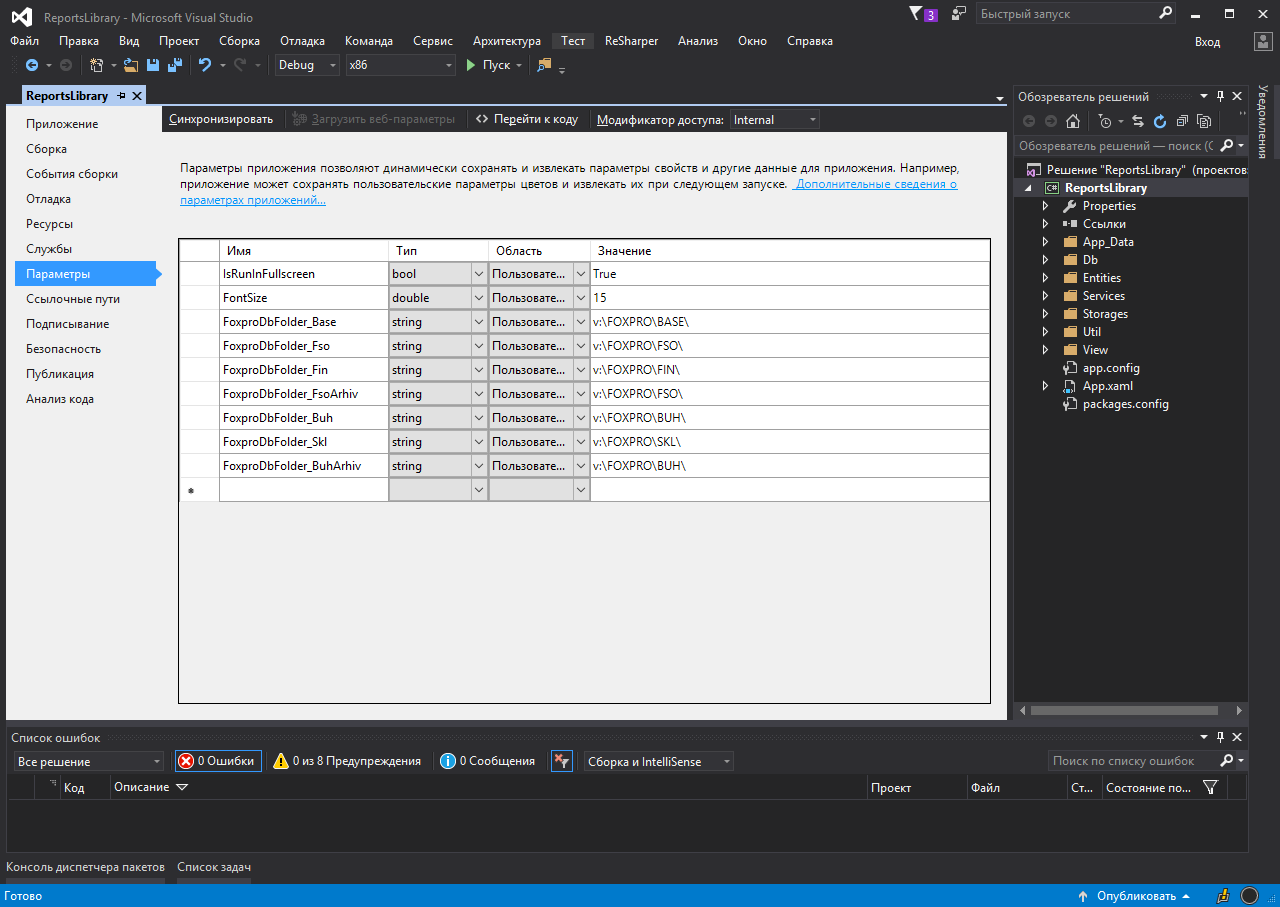 ReportsLibrary - Microsoft Visual Studio
3
Быстрый запуск
Файл Правка Вид Проект Сборка Отладка Команда Сервис Архитектура Тест ReSharper Анализ Окно Справка
Вход
Debug x86 Пуск
ReportsLibrary
Приложение
Сборка
События сборки
Отладка
Ресурсы
Службы
Параметры
Ссылочные пути
Подписывание
Безопасность
Публикация
Анализ кода
Синхронизировать Загрузить веб-параметры Перейти к коду Модификатор доступа: Internal
Параметры приложения позволяют динамически сохранять и извлекать параметры свойств и другие данные для приложения. Например,
приложение может сохранять пользовательские параметры цветов и извлекать их при следующем запуске. Дополнительные сведения о
параметрах приложений...
Имя Тип Область Значение
IsRunInFullscreen bool Пользовате... True
FontSize double Пользовате... 15
FoxproDbFolder_Base string Пользовате... v:\FOXPRO\BASE\
FoxproDbFolder_Fso string Пользовате... v:\FOXPRO\FSO\
FoxproDbFolder_Fin string Пользовате... v:\FOXPRO\FIN\
FoxproDbFolder_FsoArhiv string Пользовате... v:\FOXPRO\FSO\
FoxproDbFolder_Buh string Пользовате... v:\FOXPRO\BUH\
FoxproDbFolder_Skl string Пользовате... v:\FOXPRO\SKL\
FoxproDbFolder_BuhArhiv string Пользовате... v:\FOXPRO\BUH\
Обозреватель решений
Обозреватель решений — поиск (С
Решение "ReportsLibrary" (проектов:
C# ReportsLibrary
Properties
Ссылки
App_Data
Db
Entities
Services
Storages
Util
View
app.config
App.xaml
packages.config
Уведомления
Список ошибок
Все решение 0 Ошибки 0 из 8 Предупреждения 0 Сообщения Сборка и IntelliSense Поиск по списку ошибок
Код Описание Проект Файл Ст... Состояние по...
Консоль диспетчера пакетов Список задач
Готово Опубликовать